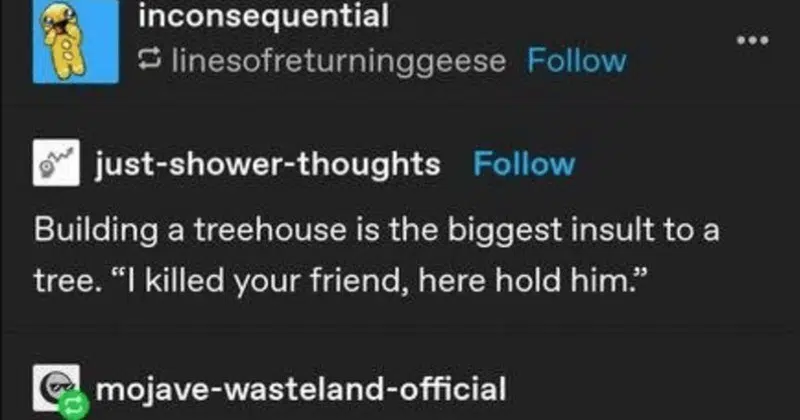 inconsequential
linesofreturninggeese Follow
just-shower-thoughts Follow
Building a treehouse is the biggest insult to a
tree. “I killed your friend, here hold him.”
mojave-wasteland-official